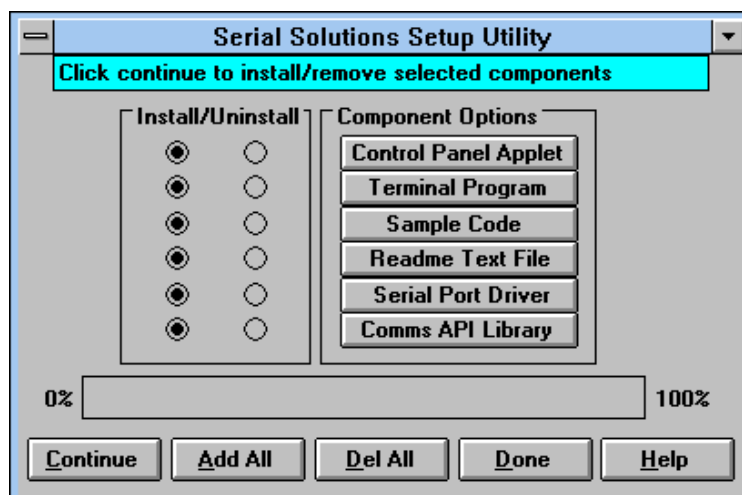 Serial Solutions Setup Utility
Click continue to install/remove selected components
Install/Uninstall Component Options
Control Panel Applet
Terminal Program
Sample Code
Readme Text File
Serial Port Driver
Comms API Library
0% 100%
Continue Add All Del All Done Help